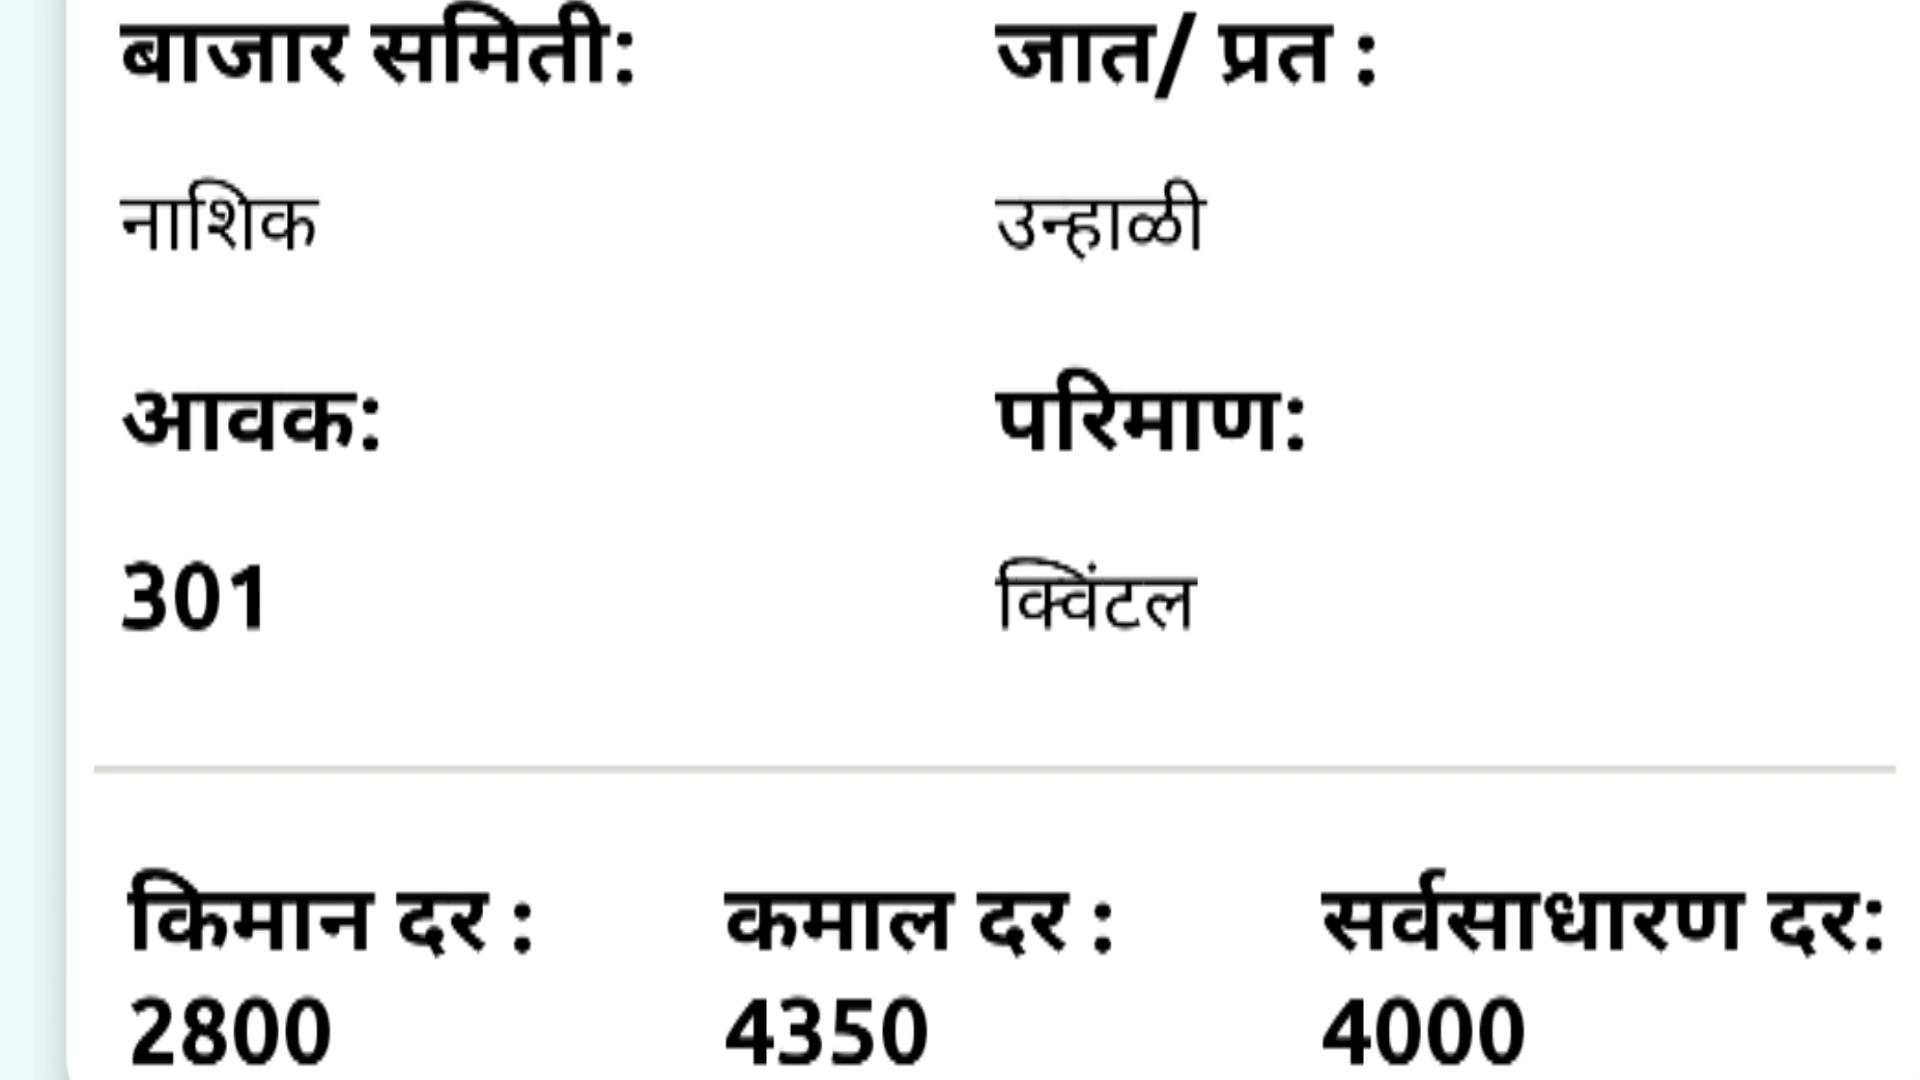 बाजार समिती: जात/ प्रत :
नाशिक उन्हाळी
आवक: परिमाण:
301 क्विंटल
किमान दर : कमाल दर : सर्वसाधारण दर:
2800 4350 4000